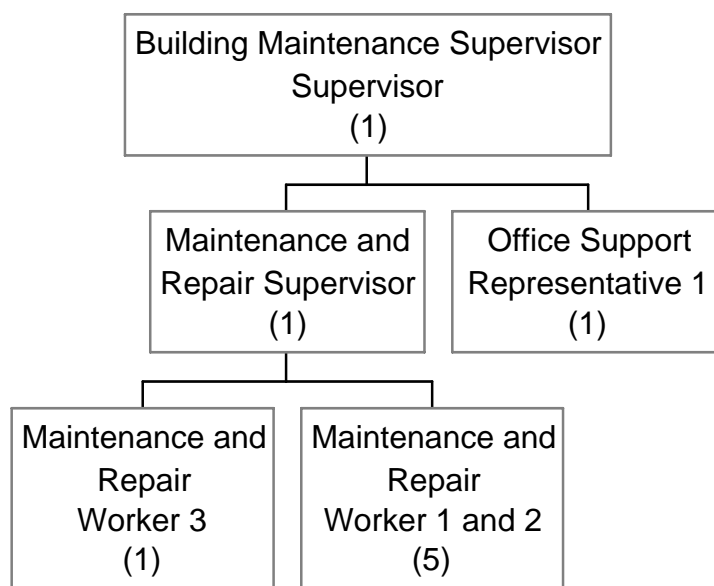 Building Maintenance Supervisor
Supervisor
(1)
Maintenance and
Repair Supervisor
(1)
Office Support
Representative 1
(1)
Maintenance and
Repair
Worker 3
(1)
Maintenance and
Repair
Worker 1 and 2
(5)